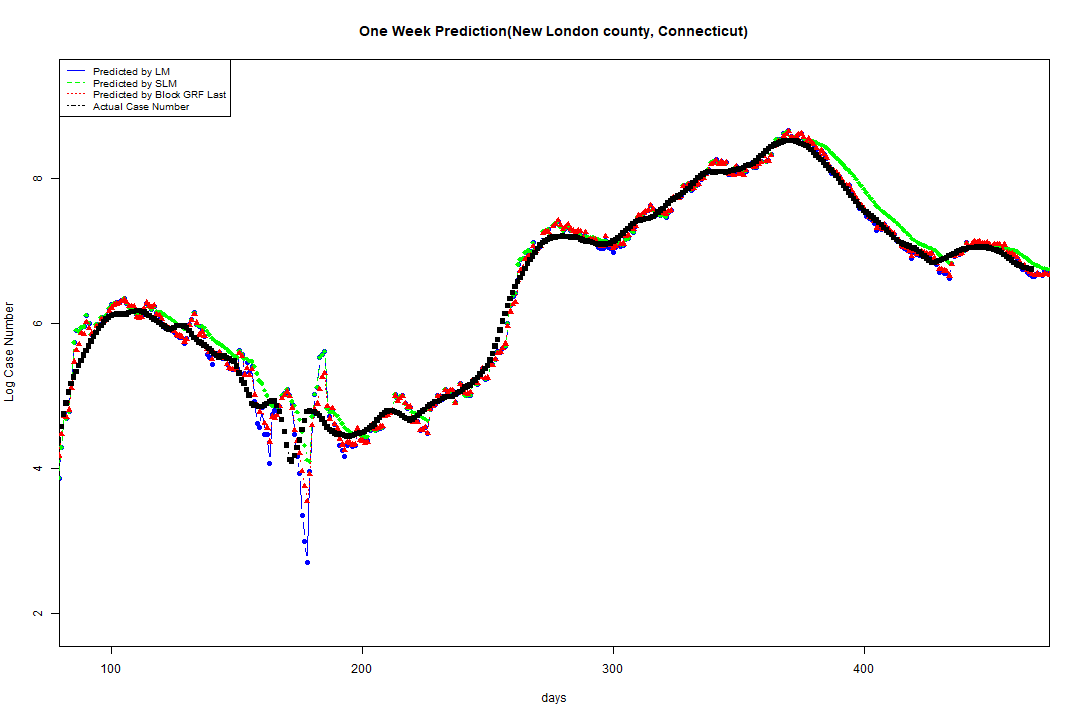 One Week Prediction(New London county, Connecticut)
Predicted by LM
Predicted by SLM
Predicted by Block GRF Last
Actual Case Number
8
6
4
2
Log Case Number
100 200 300 400
days